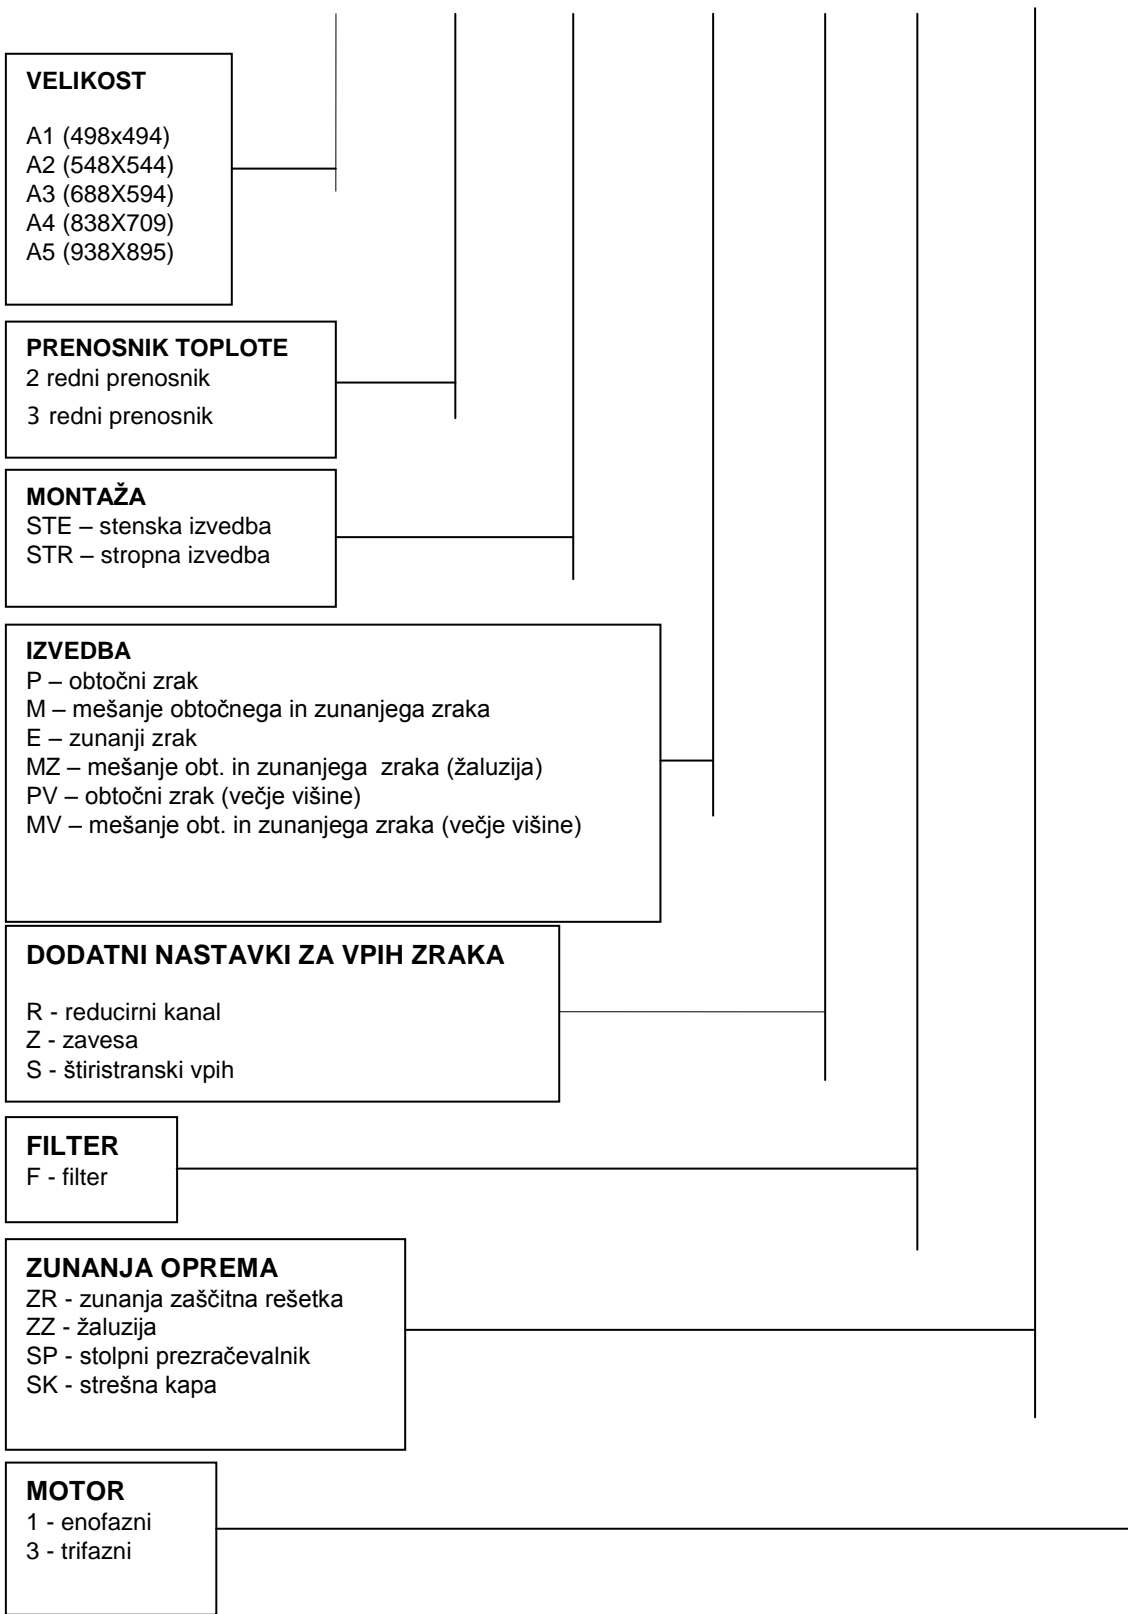 VELIKOST
A1 (498x494)
A2 (548X544)
A3 (688X594)
A4 (838X709)
A5 (938X895)
PRENOSNIK TOPLOTE
2 redni prenosnik
3 redni prenosnik
MONTAŽA
STE – stenska izvedba
STR – stropna izvedba
IZVEDBA
P – obtočni zrak
M – mešanje obtočnega in zunanjega zraka
E – zunanji zrak
MZ – mešanje obt. in zunanjega zraka (žaluzija)
PV – obtočni zrak (večje višine)
MV – mešanje obt. in zunanjega zraka (večje višine)
DODATNI NASTAVKI ZA VPIH ZRAKA
R - reducirni kanal
Z - zavesa
S - štiristranski vpih
FILTER
F - filter
ZUNANJA OPREMA
ZR - zunanja zaščitna rešetka
ZZ - žaluzija
SP - stolpni prezračevalnik
SK - strešna kapa
MOTOR
1 - enofazni
3 - trifazni